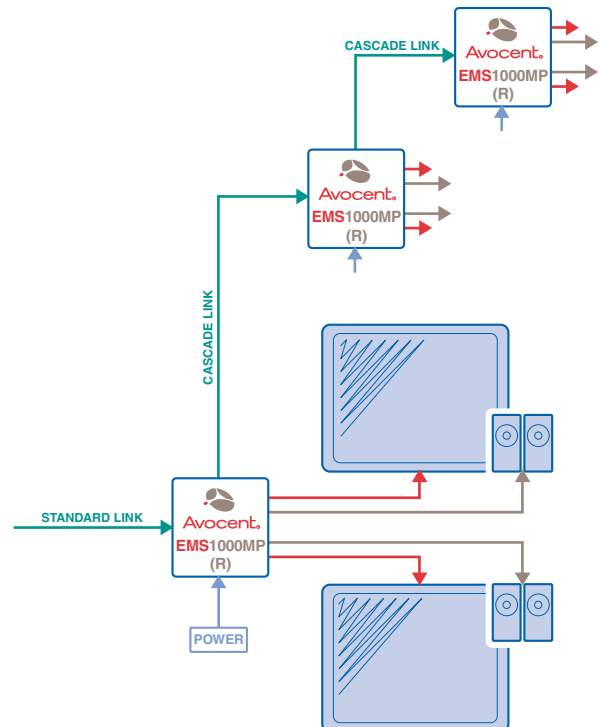 CASCADE LINK
Avocent®
EMS1000MP
(R)
Avocent®
EMS1000MP
(R)
CASCADE LINK
STANDARD LINK
Avocent®
EMS1000MP
(R)
POWER